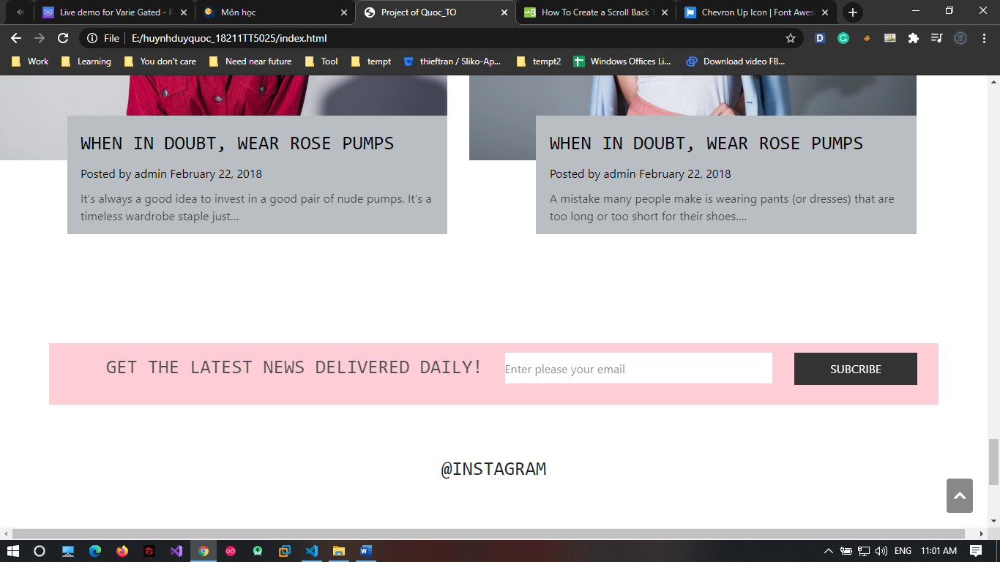 Live demo for Varie Gated - F
Môn học
Project of Quoc_TO
How To Create a Scroll Back T
Chevron Up Icon | Font Awes
File
E:/huynhduyquoc_18211TT5025/index.html
Work
Learning
You don't care
Need near future
Tool
tempt
thieftran / Sliko-Ap...
tempt2
Windows Offices Li...
Download video FB...
WHEN IN DOUBT, WEAR ROSE PUMPS
Posted by admin February 22, 2018
It’s always a good idea to invest in a good pair of nude pumps. It’s a
timeless wardrobe staple just...
WHEN IN DOUBT, WEAR ROSE PUMPS
Posted by admin February 22, 2018
A mistake many people make is wearing pants (or dresses) that are
too long or too short for their shoes....
GET THE LATEST NEWS DELIVERED DAILY!
Enter please your email
SUBCRIBE
@INSTAGRAM
ENG
11:01 AM